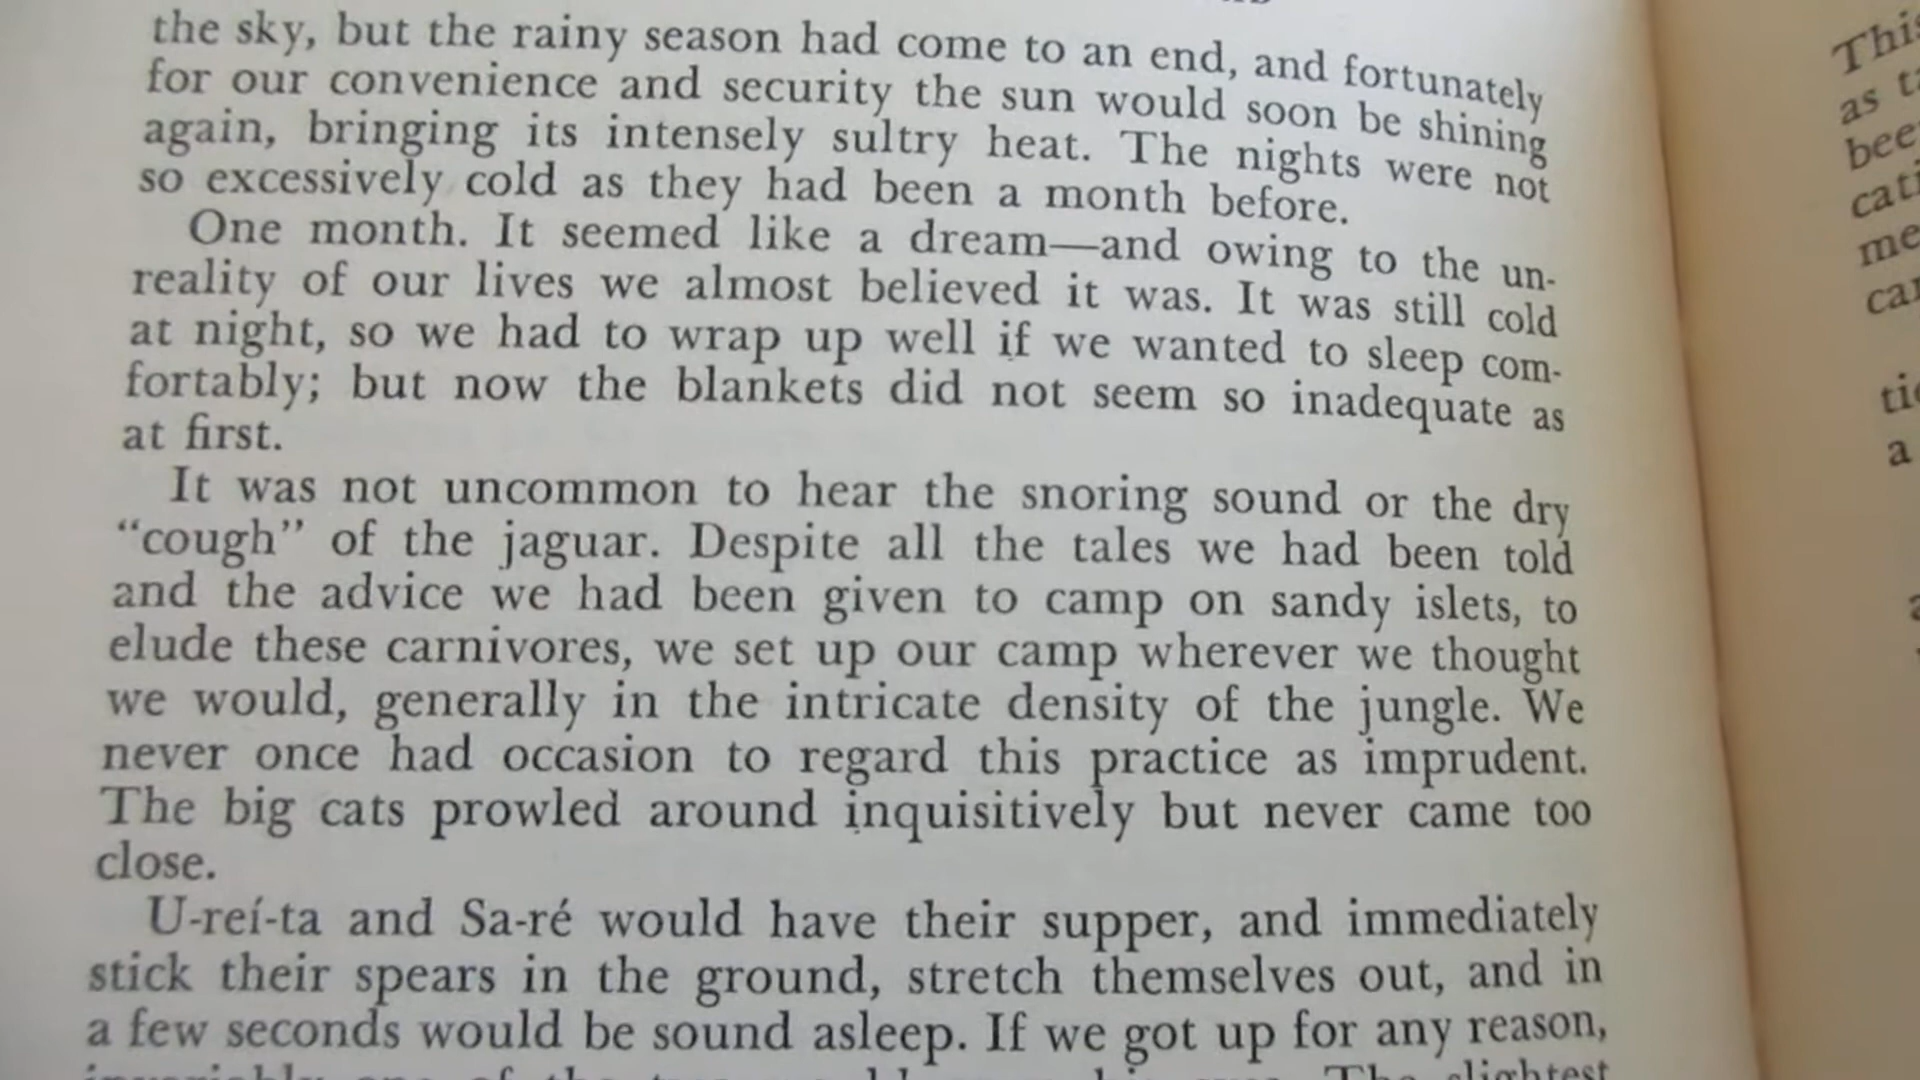 the sky, but the rainy season had come to an end, and fortunately
for our convenience and security the sun would soon be shining
again, bringing its intensely sultry heat. The nights were not
so excessively cold as they had been a month before.
One month. It seemed like a dream—and owing to the un-
reality of our lives we almost believed it was. It was still cold
at night, so we had to wrap up well if we wanted to sleep com-
fortably; but now the blankets did not seem so inadequate as
at first.
It was not uncommon to hear the snoring sound or the dry
“cough” of the jaguar. Despite all the tales we had been told
and the advice we had been given to camp on sandy islets, to
elude these carnivores, we set up our camp wherever we thought
we would, generally in the intricate density of the jungle. We
never once had occasion to regard this practice as imprudent.
The big cats prowled around inquisitively but never came too
close.
U-reí-ta and Sa-ré would have their supper, and immediately
stick their spears in the ground, stretch themselves out, and in
a few seconds would be sound asleep. If we got up for any reason,
The slightest
This
as
a